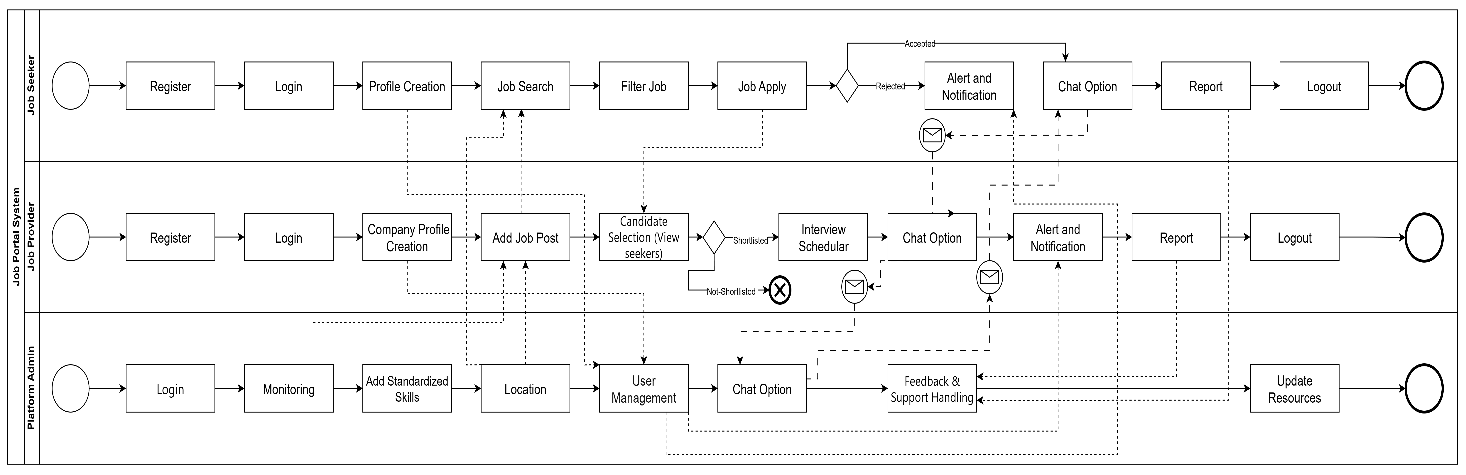 Job Portal System
Job Seeker
Register
Login
Profile Creation
Job Search
Filter Job
Job Apply
Accepted
Rejected
Alert and
Notification
Chat Option
Report
Logout
Job Provider
Register
Login
Company Profile
Creation
Add Job Post
Candidate
Selection (View
seekers)
Shortlisted
Not-Shortlisted
Interview
Schedular
Chat Option
Alert and
Notification
Report
Logout
Platform Admin
Login
Monitoring
Add Standardized
Skills
Location
User
Management
Chat Option
Feedback &
Support Handling
Update
Resources